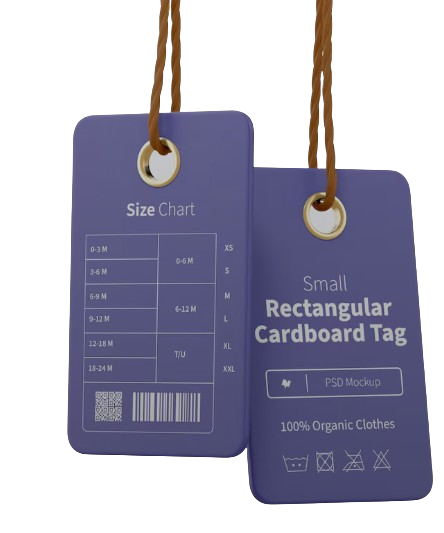 Size Chart
0-3 M
0-6 M
XS
3-6 M
S
6-9 M
6-12 M
M
9-12 M
L
12-18 M
T/U
XL
18-24 M
XXL
Small
Rectangular
Cardboard Tag
PSD Mockup
100% Organic Clothes